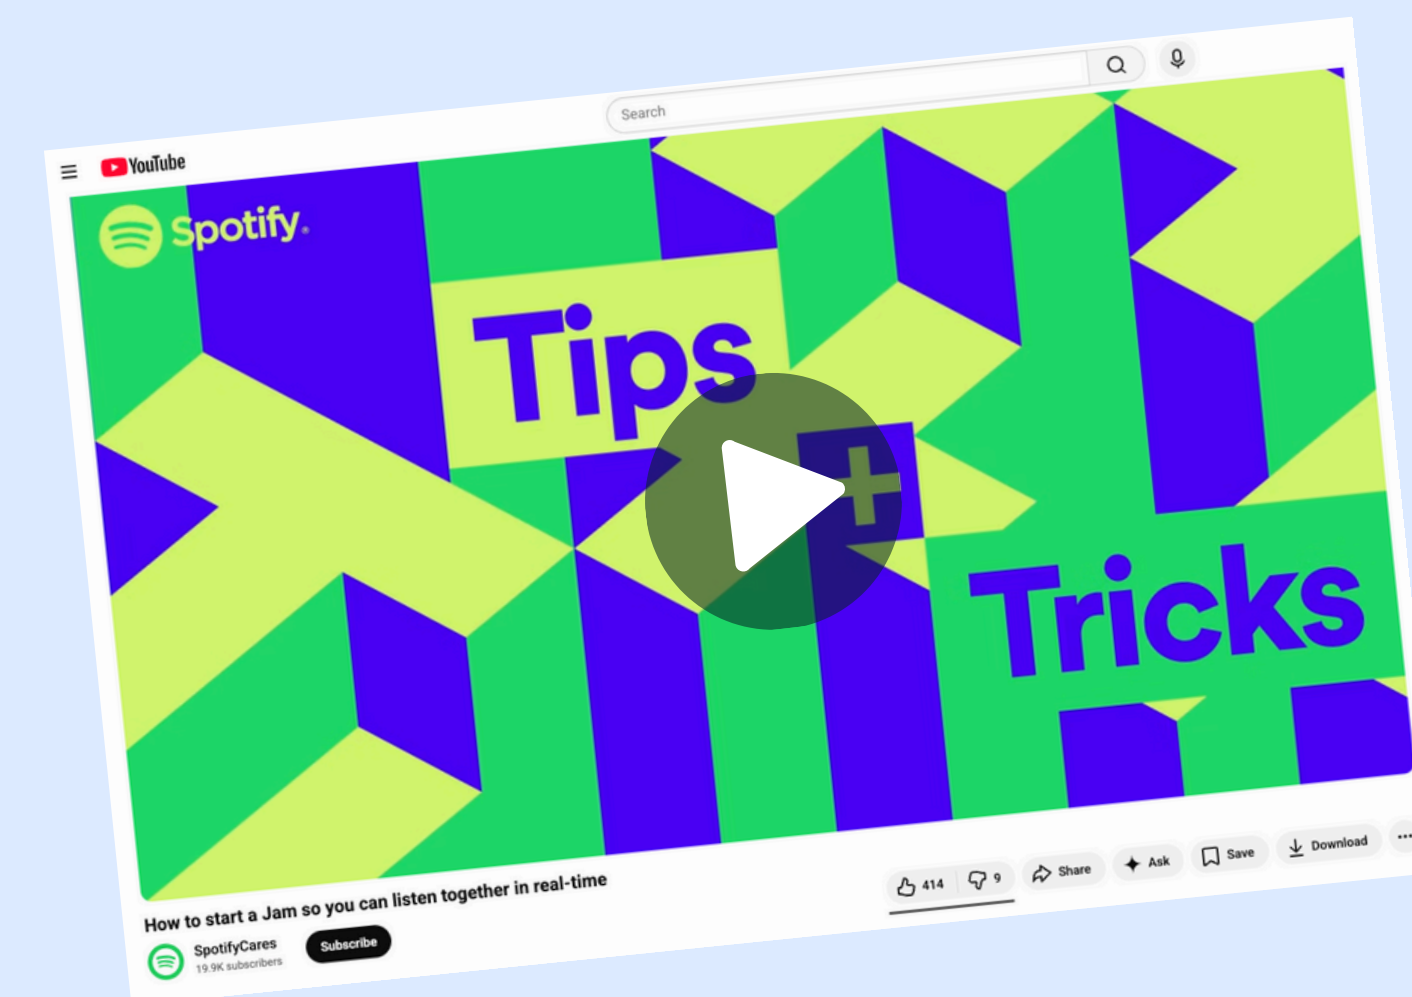 Search
YouTube
Spotify®
Tips
+
Tricks
How to start a Jam so you can listen together in real-time
SpotifyCares
19.9K subscribers
Subscribe
414
9
Share
Ask
Save
Download
...